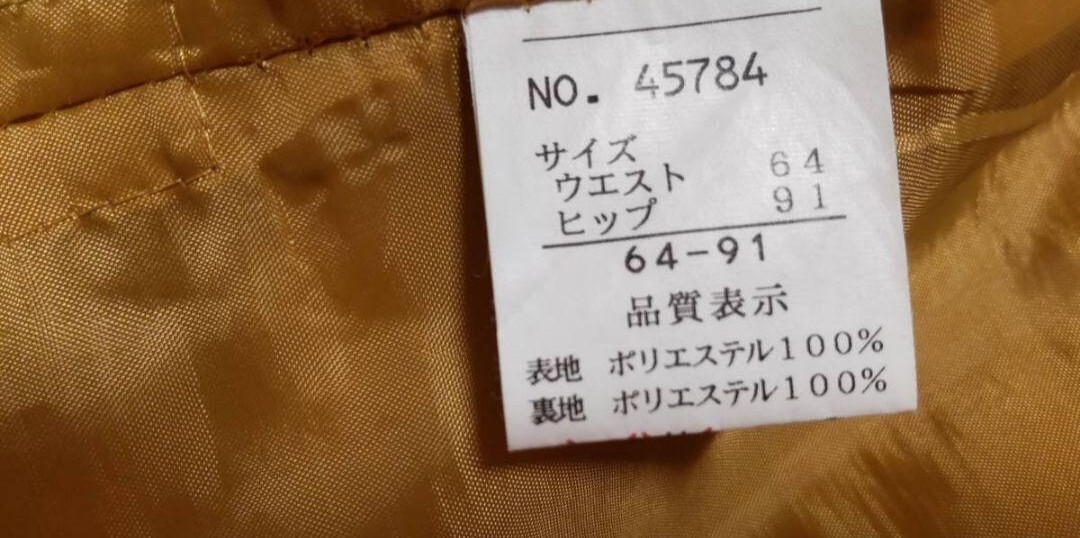 NO. 45784
サイズ
ウエスト 64
ヒップ 91
64-91
品質表示
表地 ポリエステル100%
裏地 ポリエステル100%